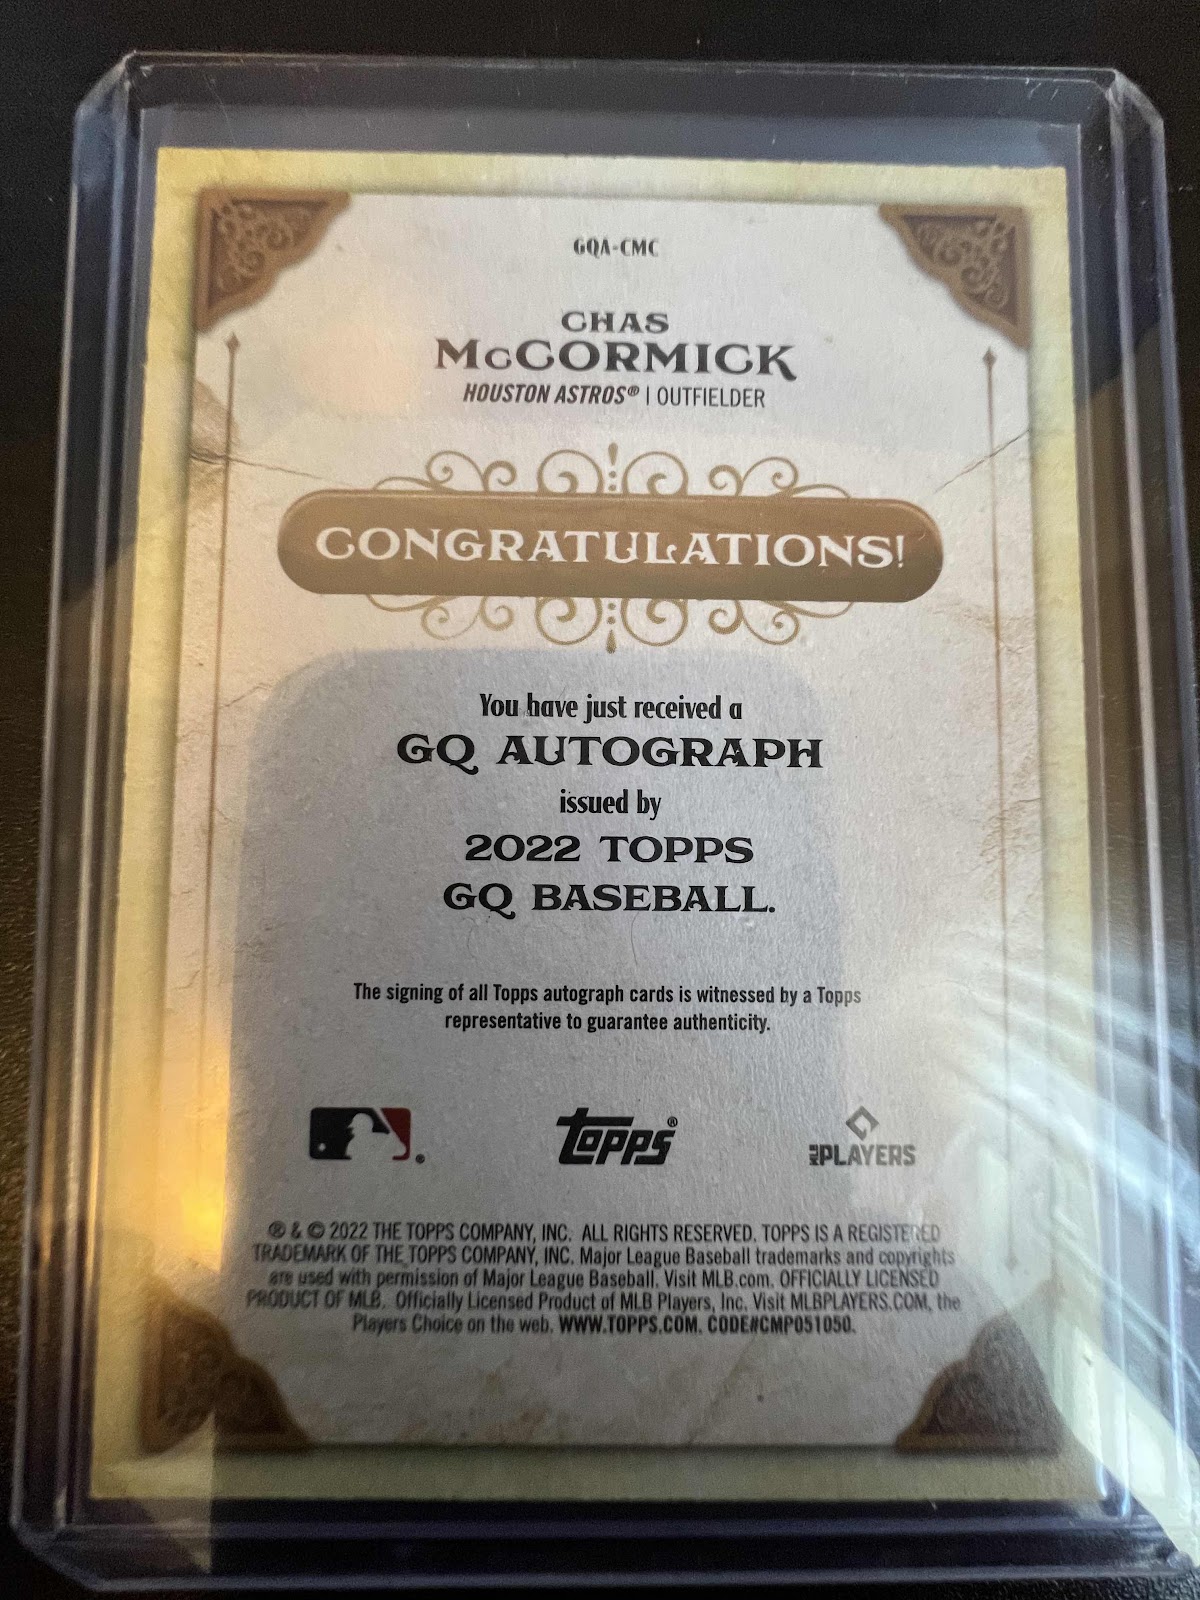 GQA-CMC
CHAS
McCORMICK
HOUSTON ASTROS® | OUTFIELDER
CONGRATULATIONS!
You have just received a
GQ AUTOGRAPH
issued by
2022 TOPPS
GQ BASEBALL.
The signing of all Topps autograph cards is witnessed by a Topps
representative to guarantee authenticity.
topps® MLB PLAYERS
® & © 2022 THE TOPPS COMPANY, INC. ALL RIGHTS RESERVED. TOPPS IS A REGISTERED
TRADEMARK OF THE TOPPS COMPANY, INC. Major League Baseball trademarks and copyrights
are used with permission of Major League Baseball. Visit MLB.com. OFFICIALLY LICENSED
PRODUCT OF MLB. Officially Licensed Product of MLB Players, Inc. Visit MLBPLAYERS.COM, the
Players Choice on the web. WWW.TOPPS.COM. CODE#CMP051050.